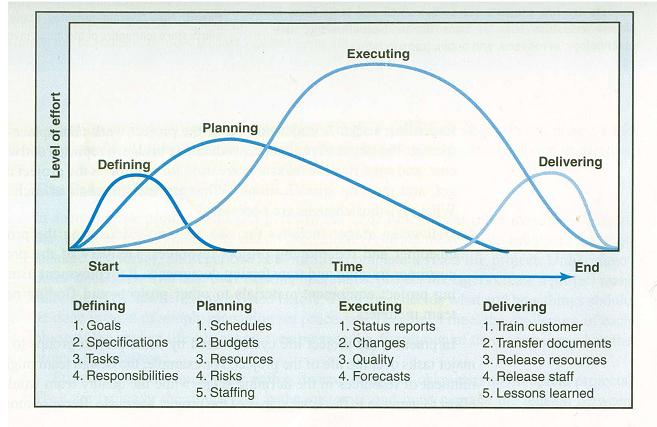 Executing
Planning
Defining
Delivering
Level of effort
Start Time End
Defining Planning Executing Delivering
1. Goals 1. Schedules 1. Status reports 1. Train customer
2. Specifications 2. Budgets 2. Changes 2. Transfer documents
3. Tasks 3. Resources 3. Quality 3. Release resources
4. Responsibilities 4. Risks 4. Forecasts 4. Release staff
5. Staffing 5. Lessons learned